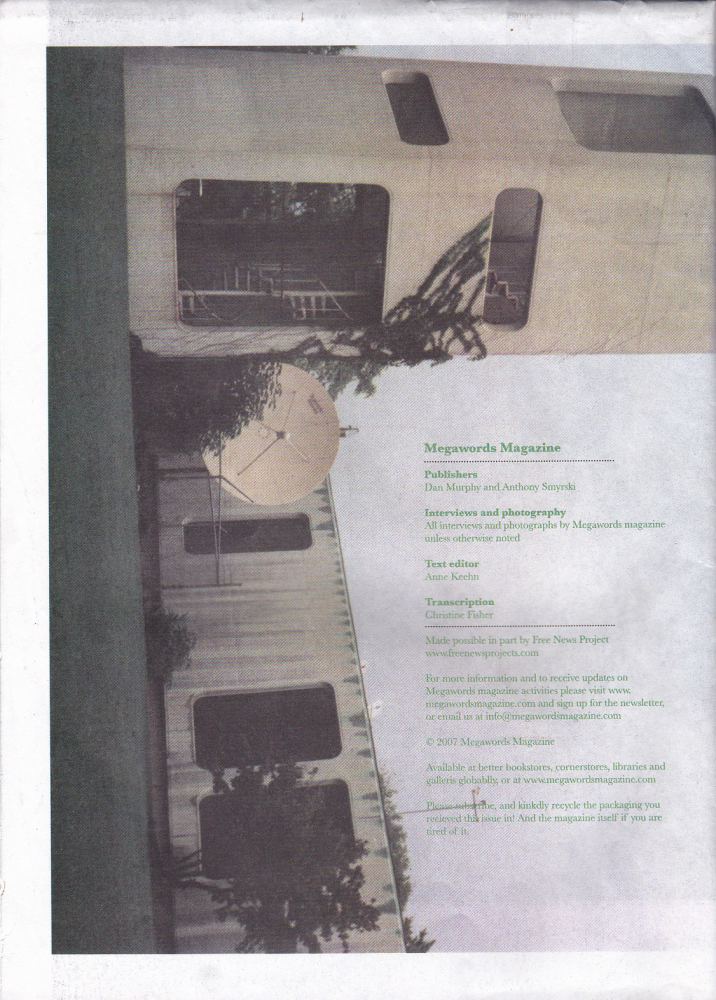 Megawords Magazine
Publishers
Dan Murphy and Anthony Smyrski
Interviews and photography
All interviews and photographs by Megawords magazine
unless otherwise noted
Text editor
Anne Keehn
Transcription
Christine Fisher
Made possible in part by Free News Project
www.freenewsprojects.com
For more information and to receive updates on
Megawords magazine activities please visit www.
megawordsmagazine.com and sign up for the newsletter,
or email us at info@megawordsmagazine.com
© 2007 Megawords Magazine
Available at better bookstores, cornerstores, libraries and
galleris globablly, or at www.megawordsmagazine.com
Please subscribe, and kinkdly recycle the packaging you
recieved this issue in! And the magazine itself if you are
tired of it.